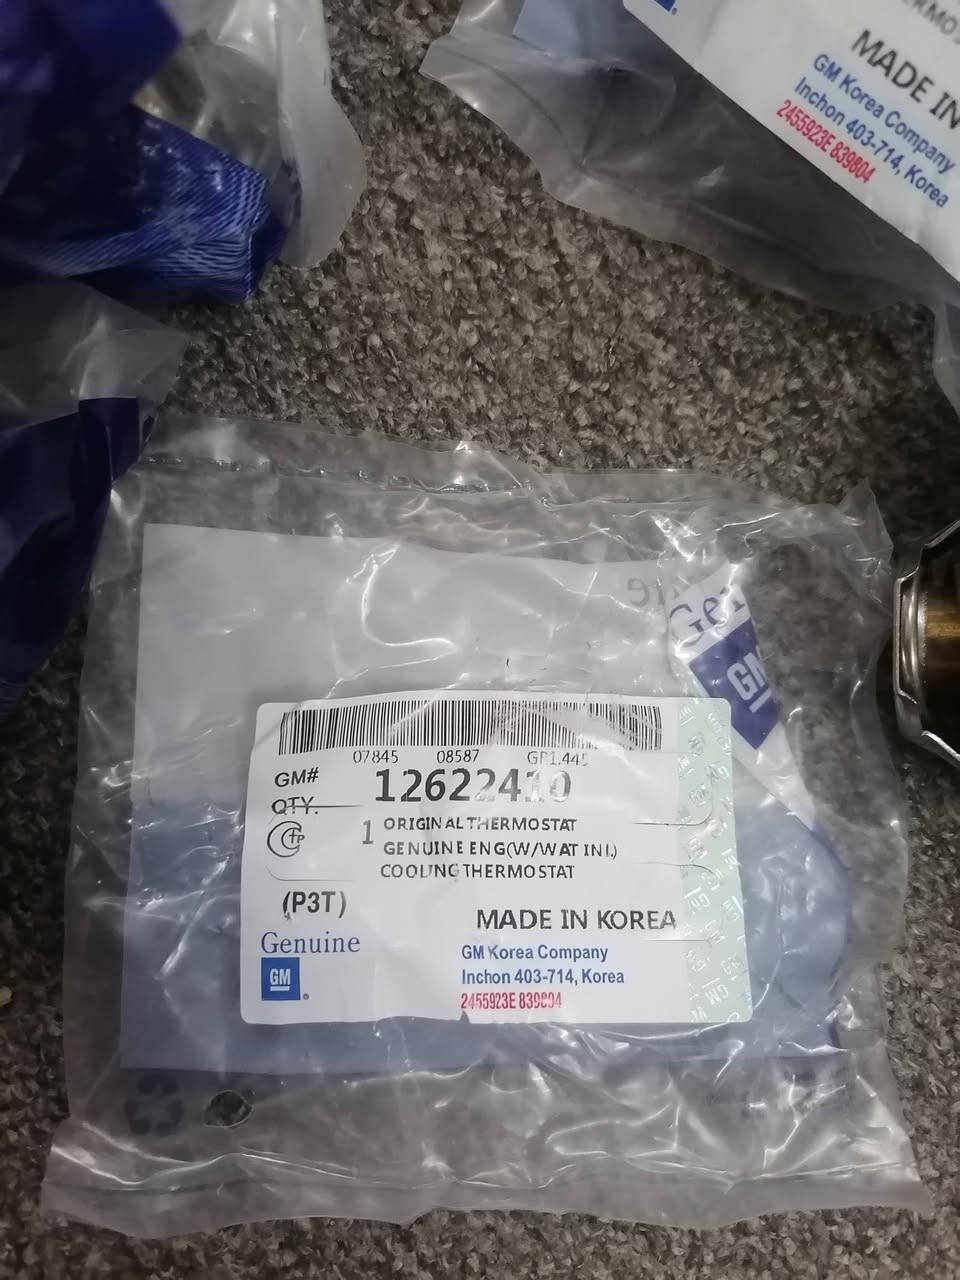 MADE IN
GM Korea Company
Inchon 403-714, Korea
2455923E 839804
Genuine
GM
07845 08587 GR1.445
GM# 12622410
QTY.
1 ORIGINAL THERMOSTAT
GENUINE ENG(W/WAT INL)
COOLING THERMOSTAT
(P3T)
MADE IN KOREA
Genuine
GM
GM Korea Company
Inchon 403-714, Korea
2455923E 839804